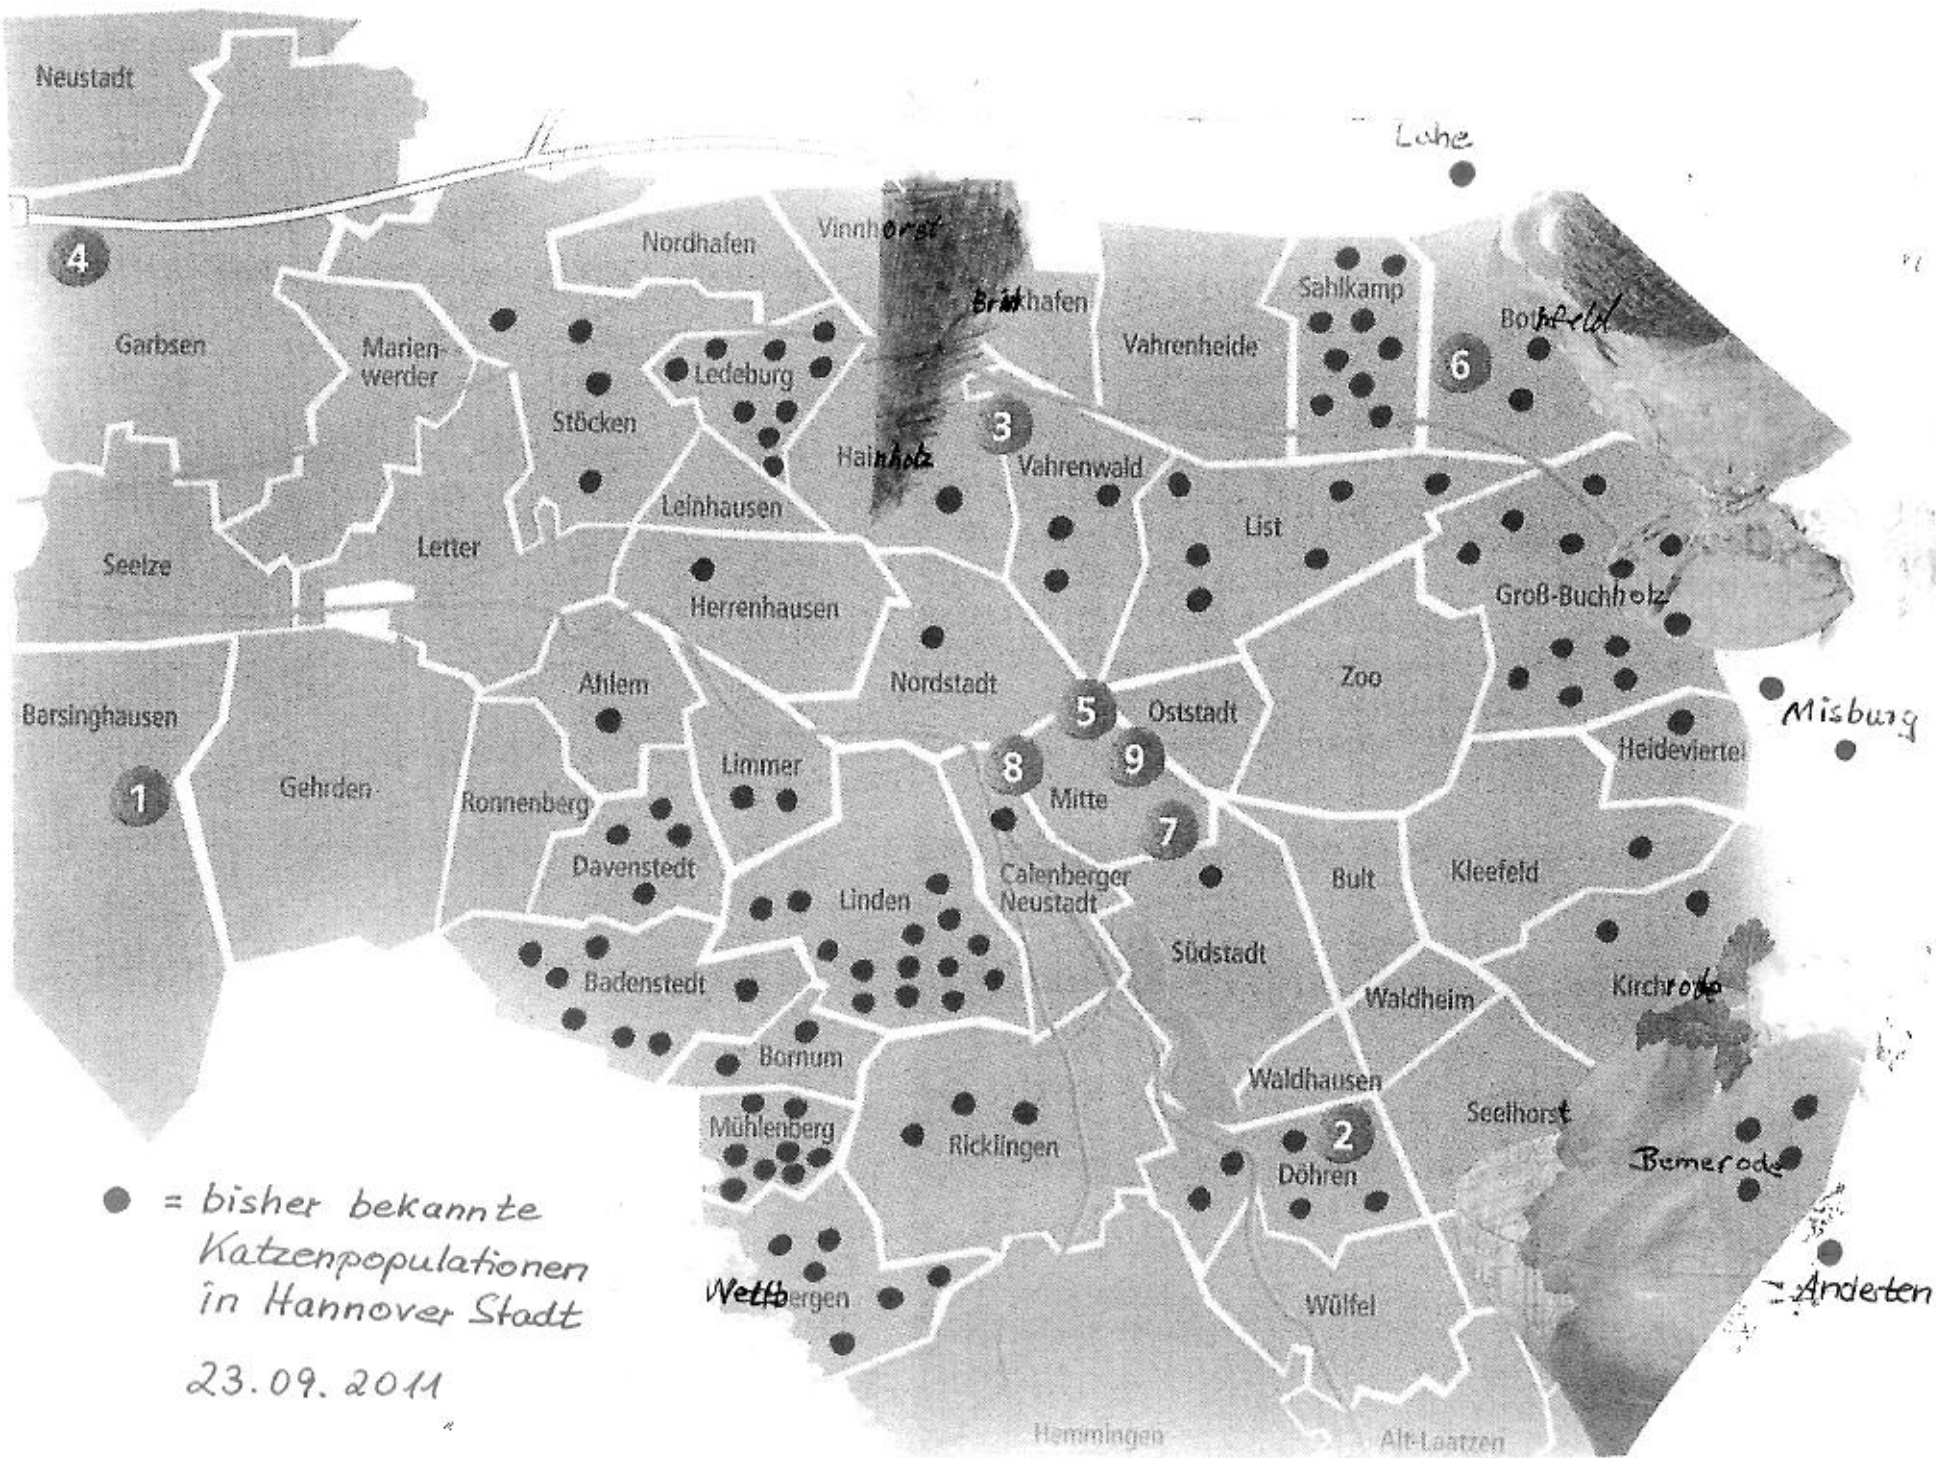 Neustadt
Lahe
4
Nordhafen
Vinnhorst
Sahlkamp
Brinkhafen
Bothfeld
Garbsen
Marien-
werder
Vahrenheide
6
Ledeburg
Stöcken
3
Hainholz
Vahrenwald
Leinhausen
List
Letter
Seelze
Herrenhausen
Groß-Buchholz
Ahlem
Nordstadt
Zoo
Barsinghausen
5
Oststadt
Misburg
Heideviertel
Limmer
8
9
1
Gehrden
Ronnenberg
Mitte
7
Davenstedt
Calenberger
Neustadt
Bult
Kleefeld
Linden
Südstadt
Badenstedt
Waldheim
Kirchrode
Bornum
Waldhausen
Mühlenberg
Ricklingen
Seelhorst
2
Döhren
Bemerode
= bisher bekannte
Katzenpopulationen
in Hannover Stadt
23.09.2011
Wettbergen
Wülfel
Anderten
Hemmingen
Alt-Laatzen